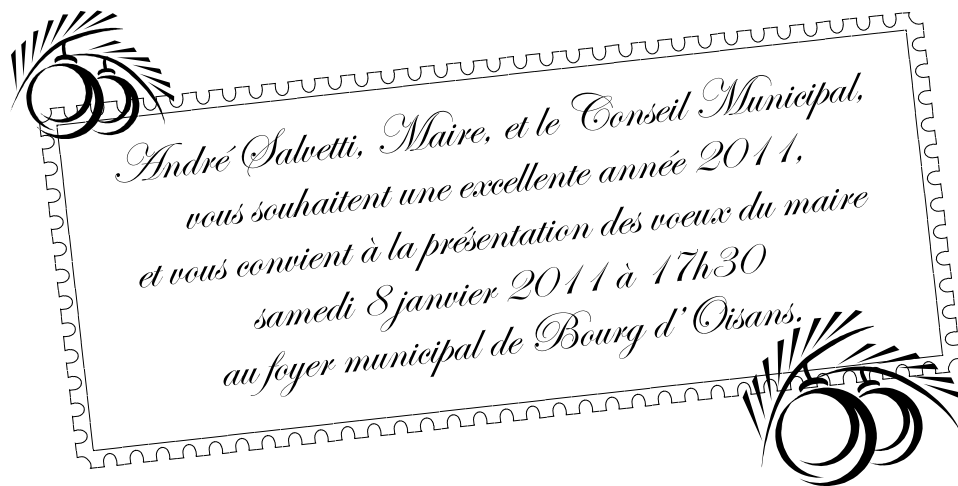 André Salvetti, Maire, et le Conseil Municipal,
vous souhaitent une excellente année 2011,
et vous convient à la présentation des voeux du maire
samedi 8 janvier 2011 à 17h30
au foyer municipal de Bourg d'Oisans.